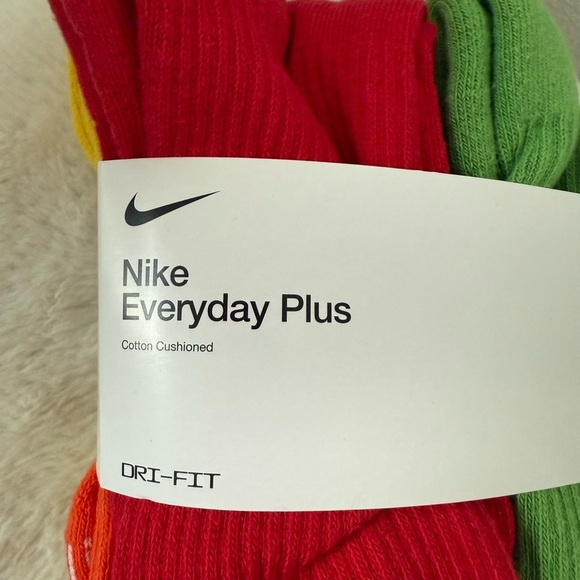 Nike
Everyday Plus
Cotton Cushioned
DRI-FIT